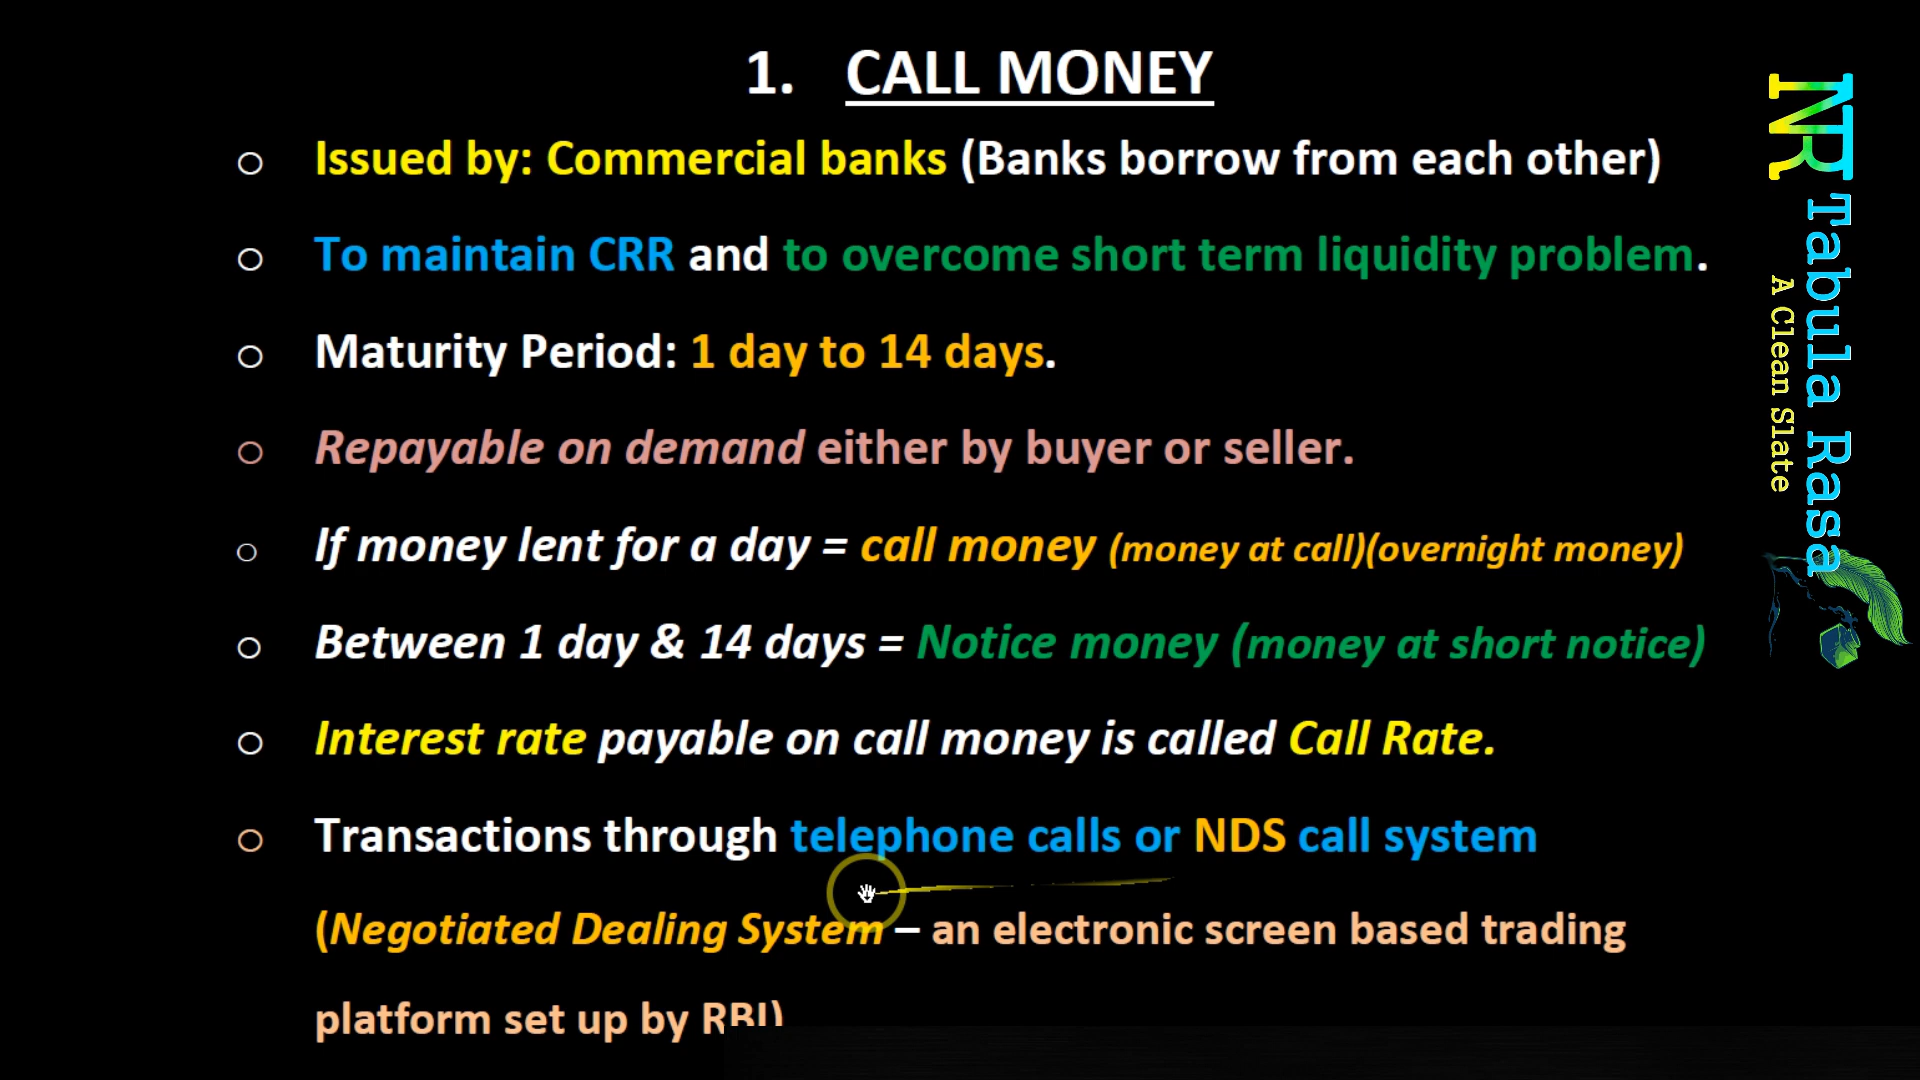 1. CALL MONEY
o Issued by: Commercial banks (Banks borrow from each other)
o To maintain CRR and to overcome short term liquidity problem.
o Maturity Period: 1 day to 14 days.
o Repayable on demand either by buyer or seller.
o If money lent for a day = call money (money at call)(overnight money)
o Between 1 day & 14 days = Notice money (money at short notice)
o Interest rate payable on call money is called Call Rate.
o Transactions through telephone calls or NDS call system
(Negotiated Dealing System – an electronic screen based trading
platform set up by RBI)
NTR
Tabula Rasa
A Clean Slate